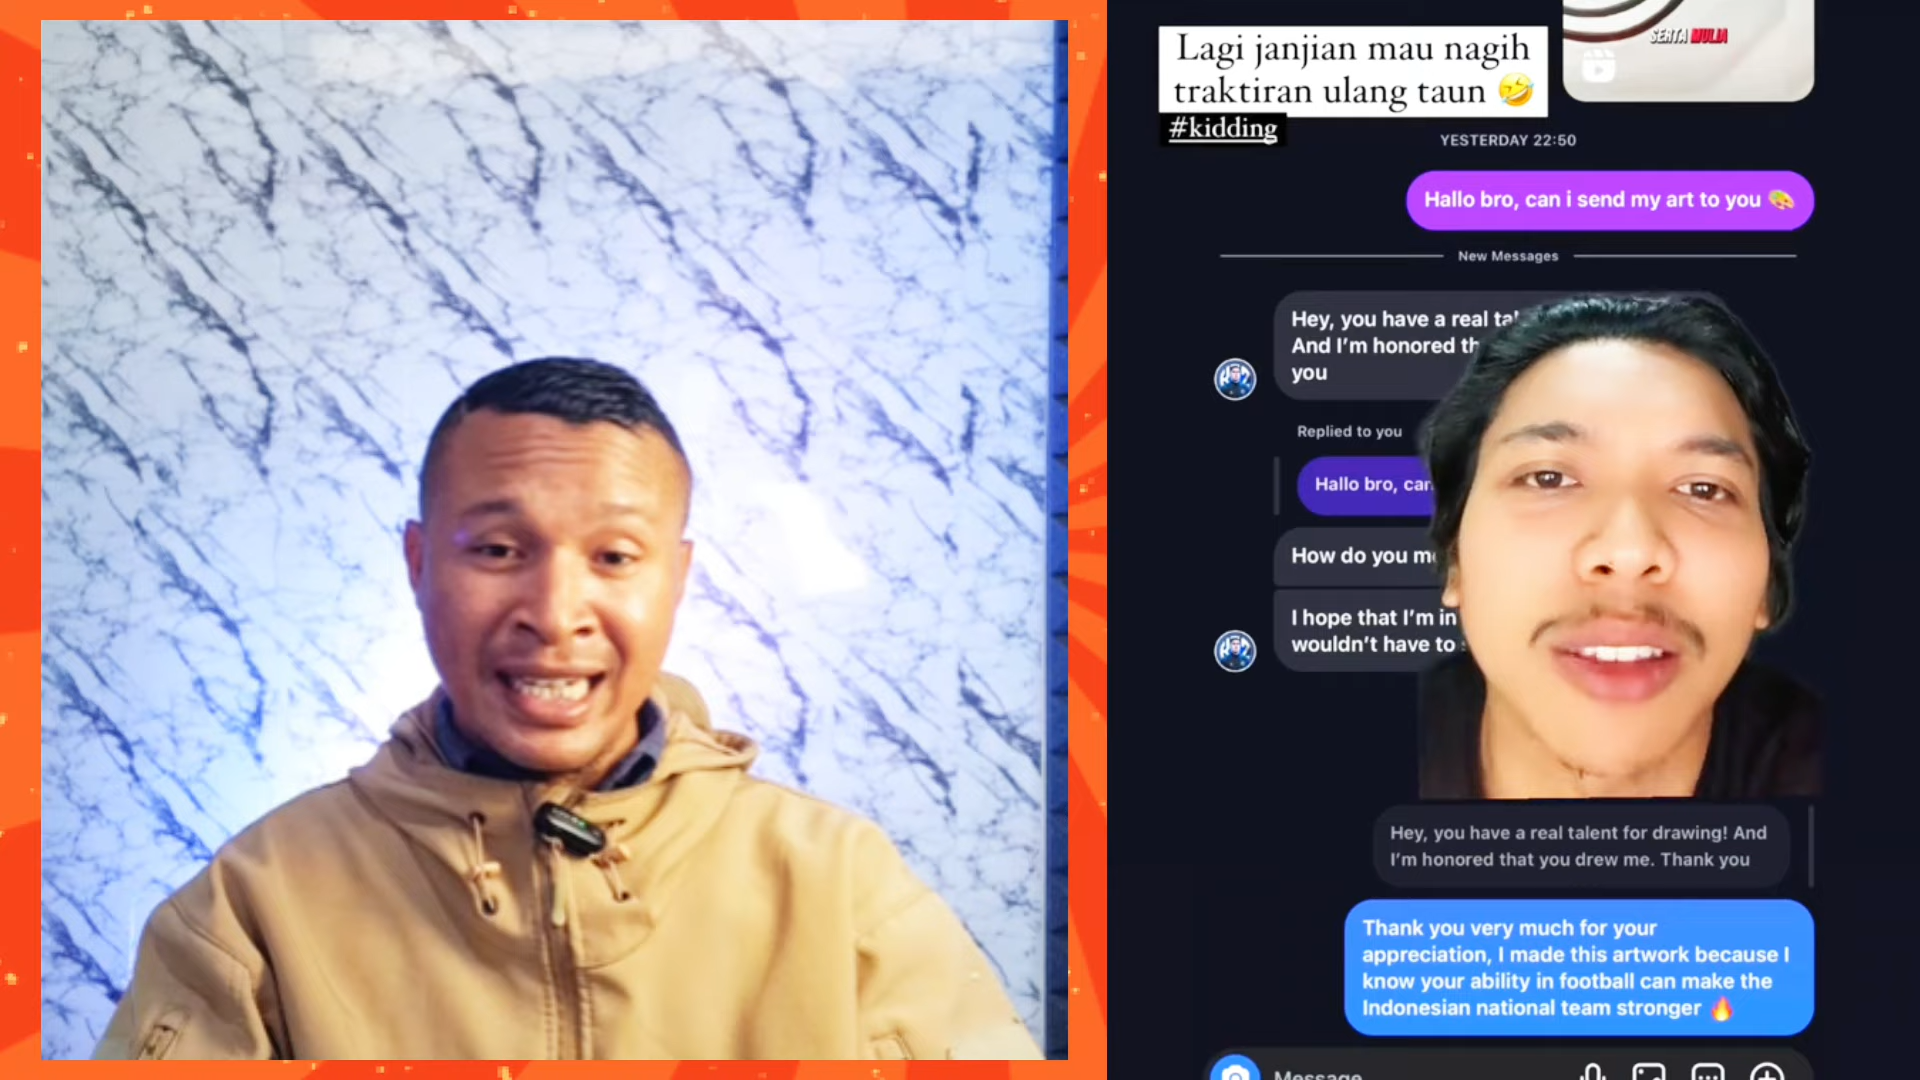 SERTA MULIA
Lagi janjian mau nagih
traktiran ulang taun 🤣
#kidding
YESTERDAY 22:50
Hallo bro, can i send my art to you 🎨
New Messages
Hey, you have a real
And I'm honored
you
Replied to you
Hallo bro,
How do you
I hope that I'm in
wouldn't have to
Hey, you have a real talent for drawing! And
I'm honored that you drew me. Thank you
Thank you very much for your
appreciation, I made this artwork because I
know your ability in football can make the
Indonesian national team stronger 🔥
Message